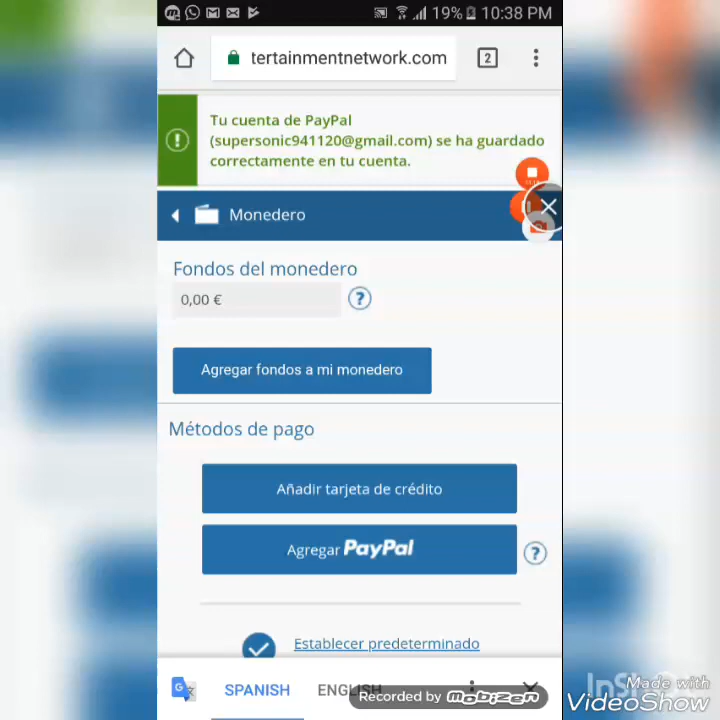 19% 10:38 PM
tertainmentnetwork.com
2
Tu cuenta de PayPal
(supersonic941120@gmail.com) se ha guardado
correctamente en tu cuenta.
Monedero
Fondos del monedero
0,00 €
?
Agregar fondos a mi monedero
Métodos de pago
Añadir tarjeta de crédito
Agregar PayPal
?
Establecer predeterminado
SPANISH
ENGLISH
Recorded by mobizen
Made with
VideoShow